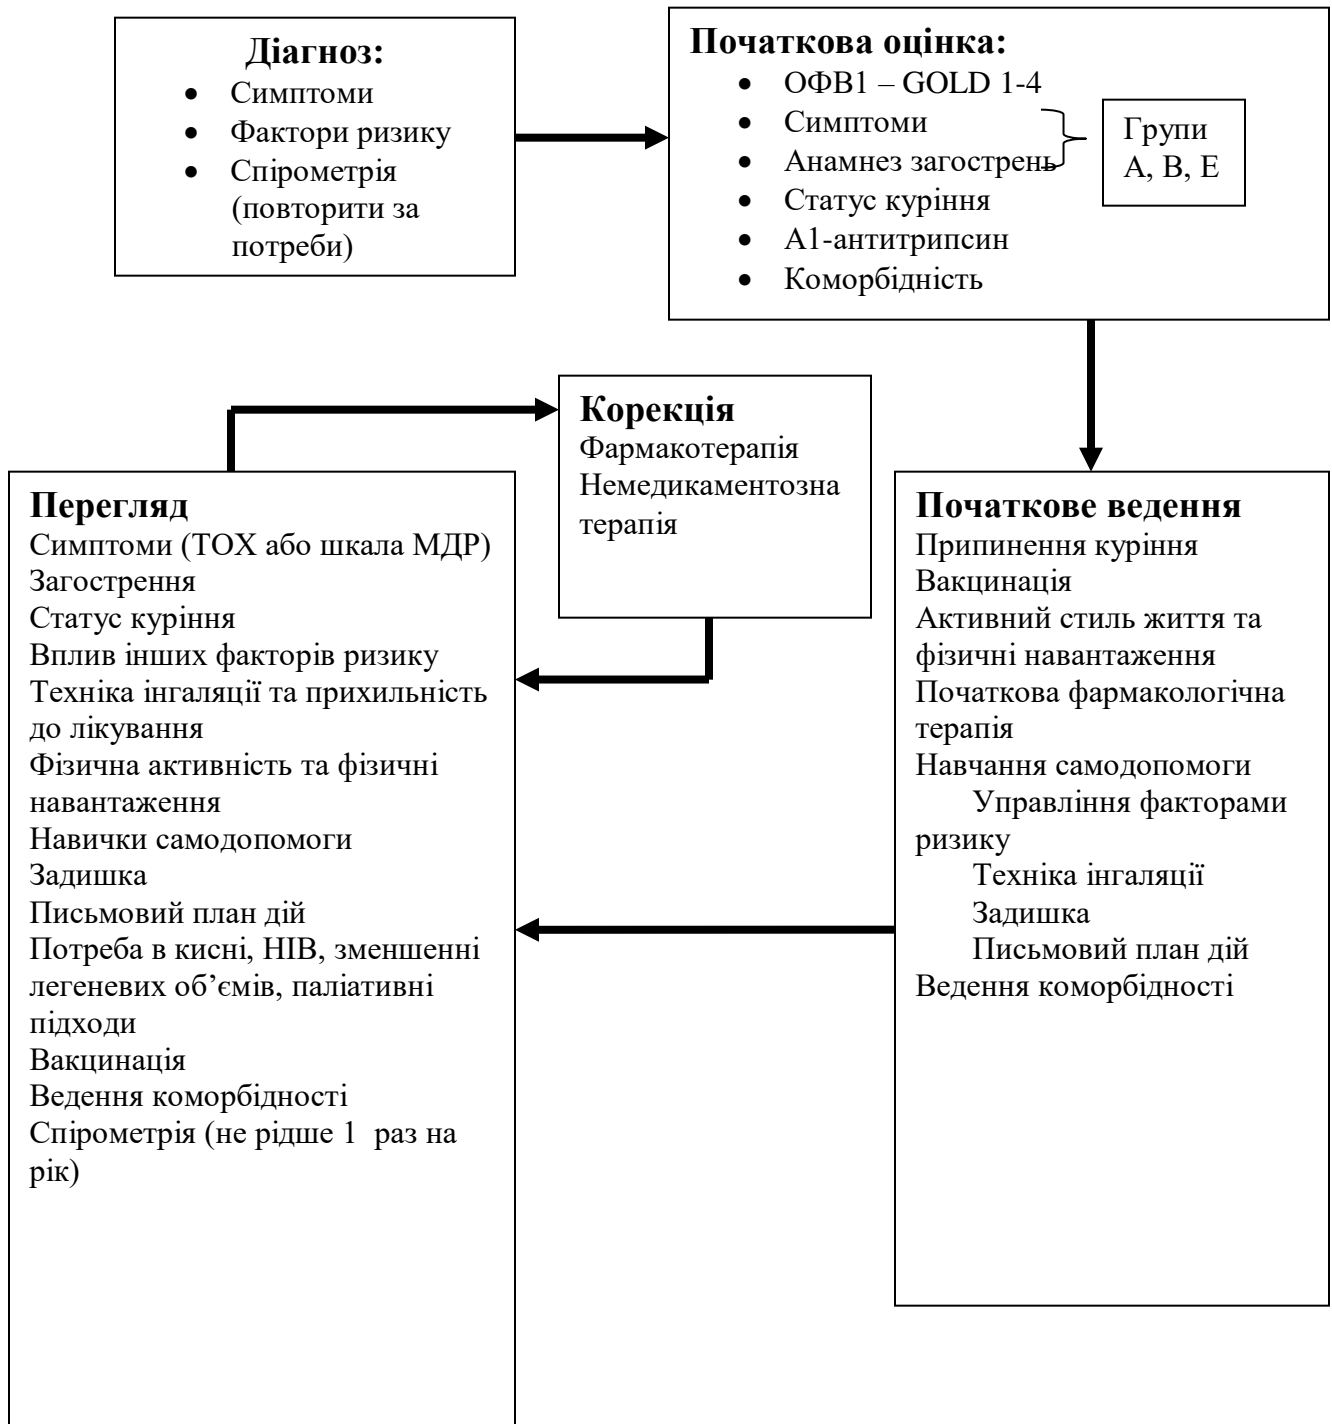 Діагноз:
• Симптоми
• Фактори ризику
• Спірометрія
(повторити за
потреби)
Початкова оцінка:
• ОФВ1 – GOLD 1-4
• Симптоми
• Анамнез загострень
• Статус куріння
• А1-антитрипсин
• Коморбідність
Групи
А, В, Е
Корекція
Фармакотерапія
Немедикаментозна
терапія
Перегляд
Симптоми (ТОХ або шкала МДР)
Загострення
Статус куріння
Вплив інших факторів ризику
Техніка інгаляції та прихильність
до лікування
Фізична активність та фізичні
навантаження
Навички самодопомоги
Задишка
Письмовий план дій
Потреба в кисні, НІВ, зменшенні
легеневих об’ємів, паліативні
підходи
Вакцинація
Ведення коморбідності
Спірометрія (не рідше 1  раз на
рік)
Початкове ведення
Припинення куріння
Вакцинація
Активний стиль життя та
фізичні навантаження
Початкова фармакологічна
терапія
Навчання самодопомоги
Управління факторами
ризику
Техніка інгаляції
Задишка
Письмовий план дій
Ведення коморбідності